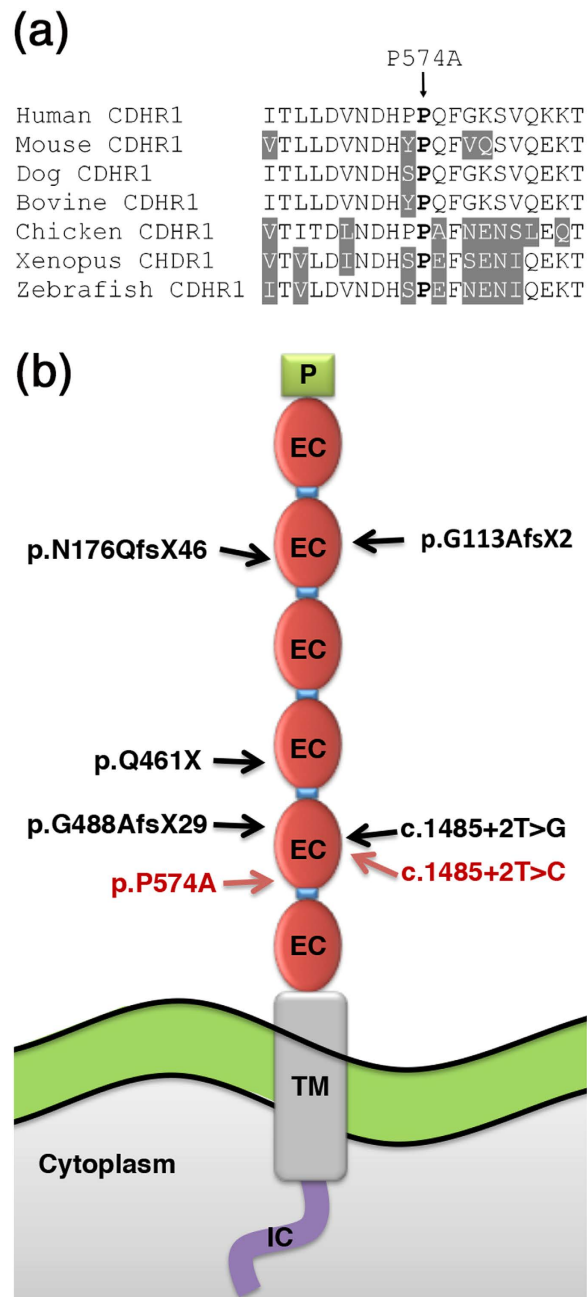 (a)
P574A
Human CDHR1 ITLLDVNDHPPQFGKSVQKKT
Mouse CDHR1 VTLLDVNDHYPQFVQSVQEKT
Dog CDHR1 ITLLDVNDHSPQFGKSVQEKT
Bovine CDHR1 ITLLDVNDHYPQFGKSVQEKT
Chicken CDHR1 VTITDLNDHPPAFNENSLEQT
Xenopus CHDR1 VTVLDINDHSPEFSENIQEKT
Zebrafish CDHR1 ITVLDVNDHSPEFNENIQEKT
(b)
P
EC
EC
p.N176QfsX46
p.G113AfsX2
EC
EC
p.Q461X
p.G488AfsX29
EC
c.1485+2T>G
p.P574A
c.1485+2T>C
EC
TM
Cytoplasm
IC